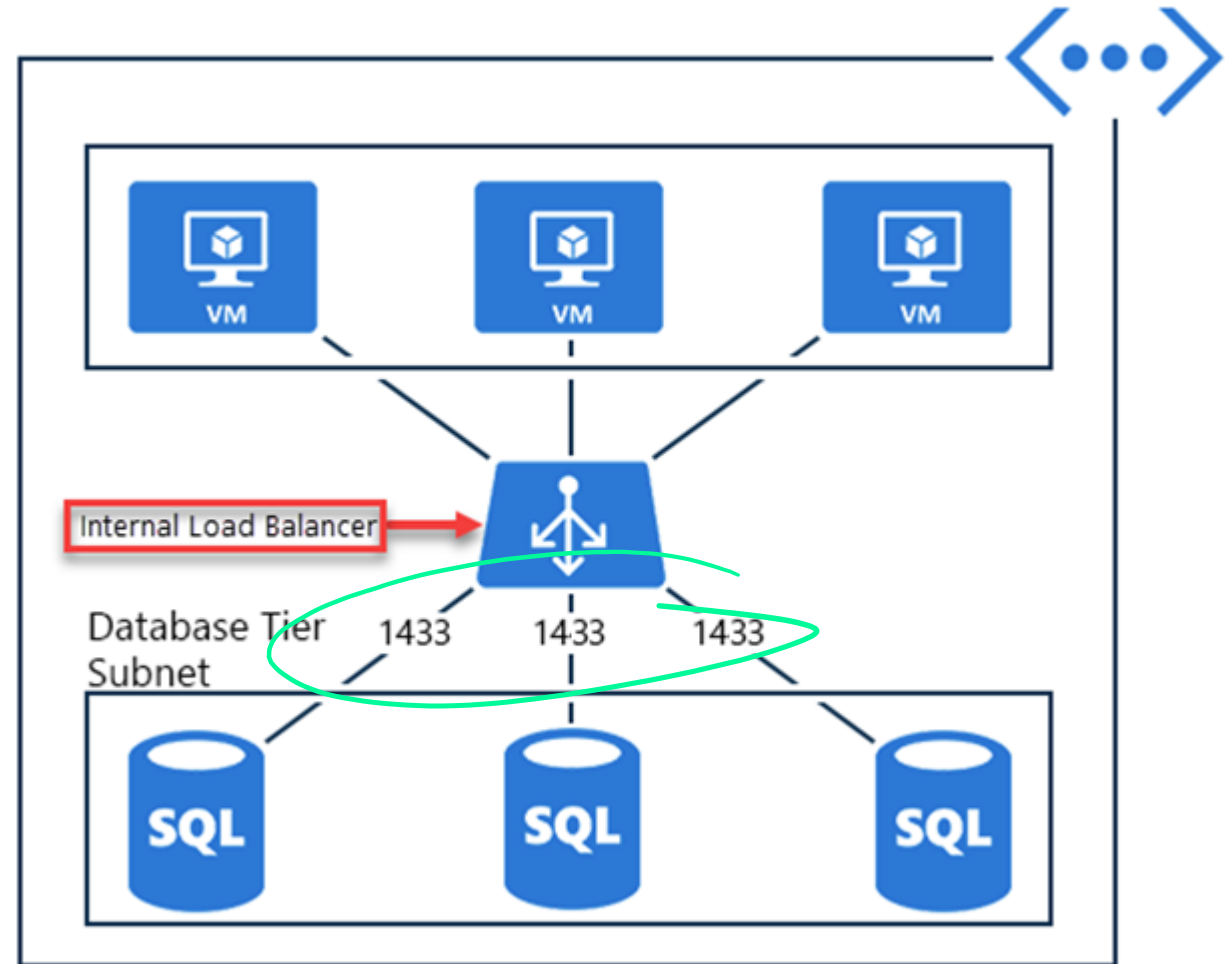 VM
VM
VM
Internal Load Balancer
Database Tier
Subnet
1433
1433
1433
SQL
SQL
SQL